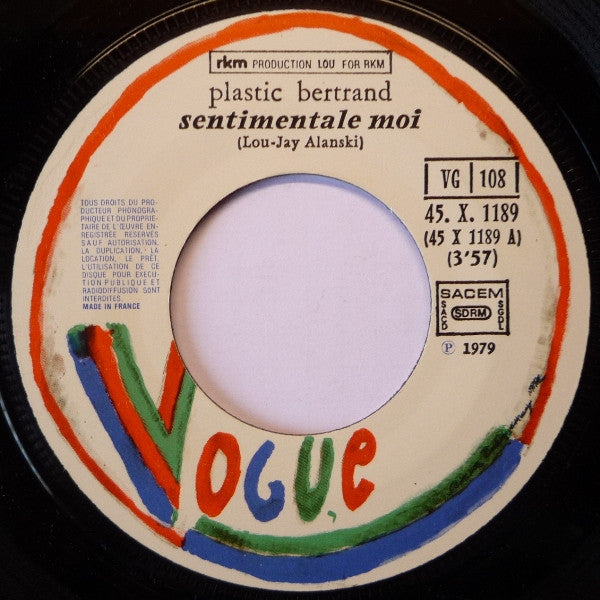 rkm PRODUCTION LOU FOR RKM
plastic bertrand
sentimentale moi
(Lou-Jay Alanski)
VG 108
45. X. 1189
(45 X 1189 A)
(3'57)
TOUS DROITS DU PRO-
DUCTEUR PHONOGRA-
PHIQUE ET DU PROPRIE-
TAIRE DE L'ŒUVRE EN-
REGISTREE RESERVES
SAUF AUTORISATION,
LA DUPLICATION, LA
LOCATION, LE PRÊT,
L'UTILISATION DE CE
DISQUE POUR EXECU-
TION PUBLIQUE ET
RADIODIFFUSION SONT
INTERDITES.
MADE IN FRANCE
SACEM
SACD
SDRM
SGDL
℗ 1979
VOGUe